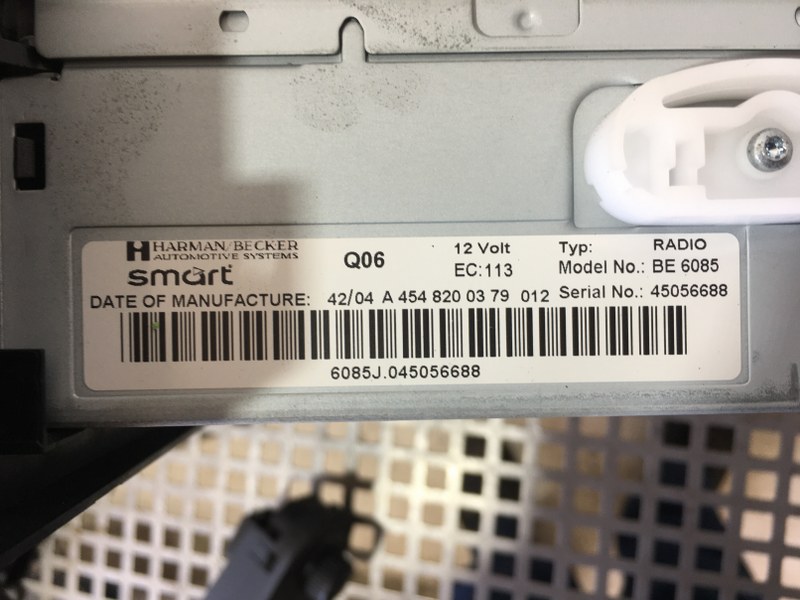 HARMAN/BECKER
AUTOMOTIVE SYSTEMS
smart
Q06
12 Volt
EC:113
Typ: RADIO
Model No.: BE 6085
DATE OF MANUFACTURE: 42/04 A 454 820 03 79 012 Serial No.: 45056688
6085J.045056688